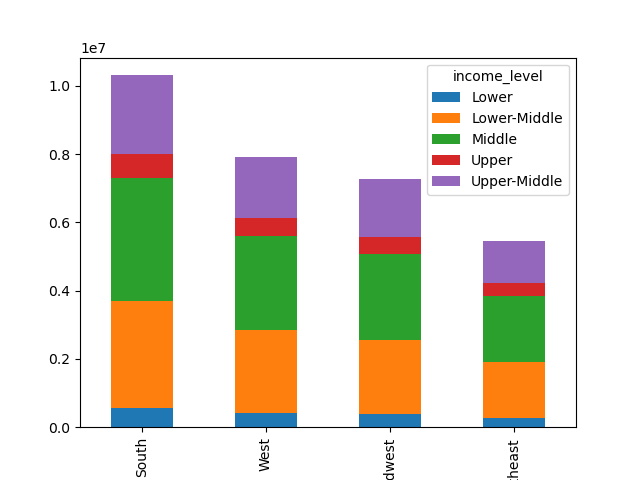 1e7
1.0
0.8
0.6
0.4
0.2
0.0
income_level
Lower
Lower-Middle
Middle
Upper
Upper-Middle
South
West
dwest
theast